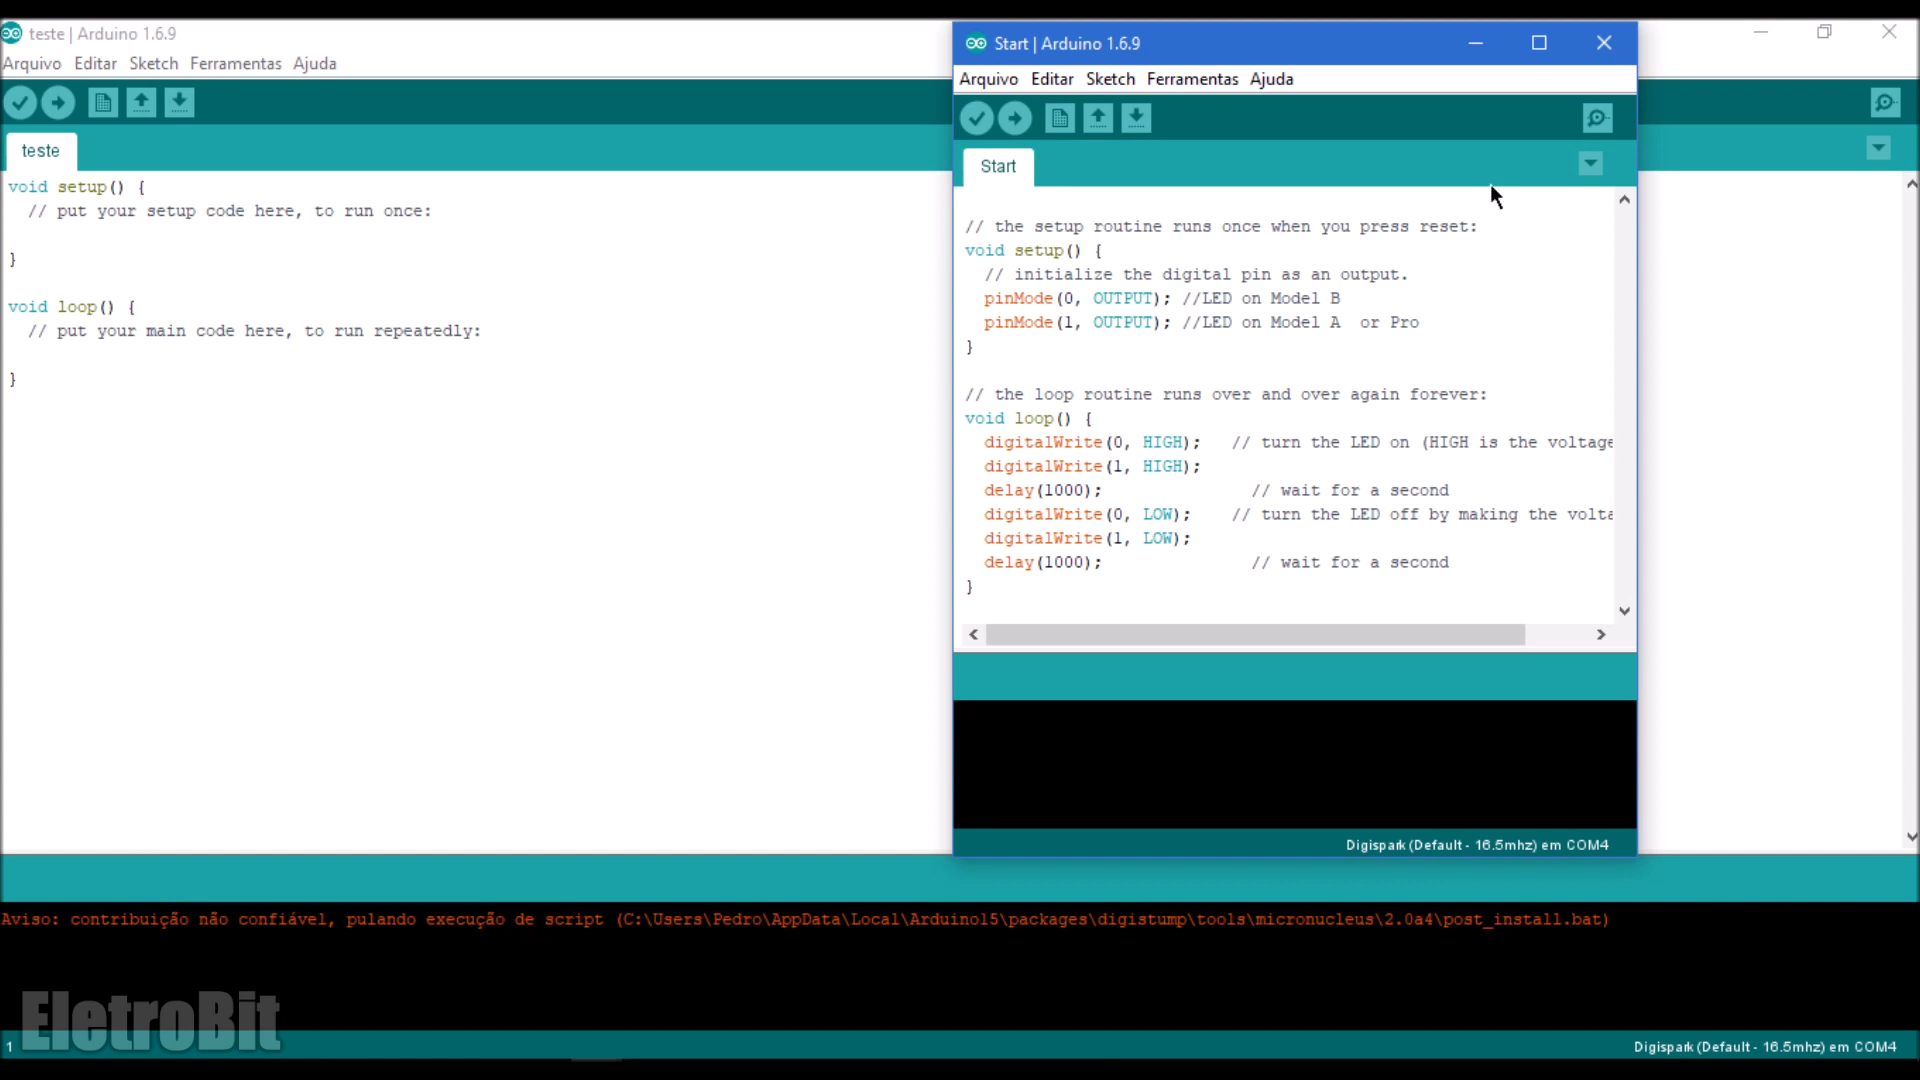 teste | Arduino 1.6.9
Arquivo Editar Sketch Ferramentas Ajuda
teste
void setup() {
// put your setup code here, to run once:
}
void loop() {
// put your main code here, to run repeatedly:
}
Start | Arduino 1.6.9
Arquivo Editar Sketch Ferramentas Ajuda
Start
// the setup routine runs once when you press reset:
void setup() {
// initialize the digital pin as an output.
pinMode(0, OUTPUT); //LED on Model B
pinMode(1, OUTPUT); //LED on Model A  or Pro
}
// the loop routine runs over and over again forever:
void loop() {
digitalWrite(0, HIGH);   // turn the LED on (HIGH is the voltage
digitalWrite(1, HIGH);
delay(1000);               // wait for a second
digitalWrite(0, LOW);    // turn the LED off by making the volta
digitalWrite(1, LOW);
delay(1000);               // wait for a second
}
Digispark (Default - 16.5mhz) em COM4
Aviso: contribuição não confiável, pulando execução de script (C:\Users\Pedro\AppData\Local\Arduino15\packages\digistump\tools\micronucleus\2.0a4\post_install.bat)
EletroBit
1
Digispark (Default - 16.5mhz) em COM4